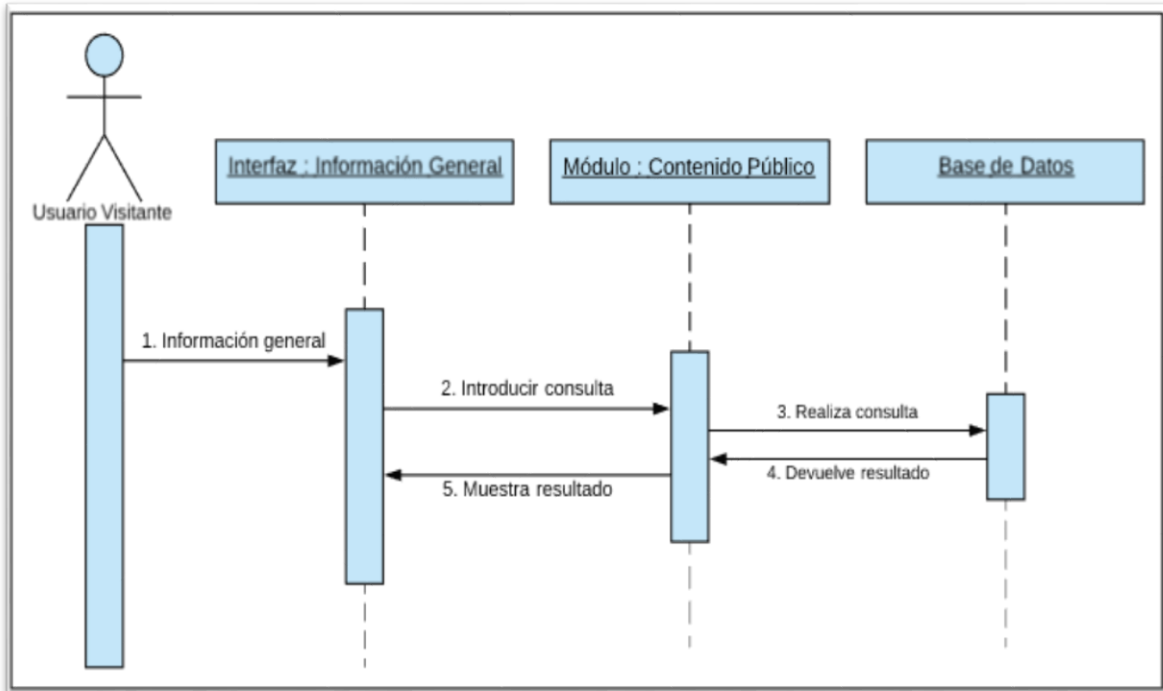 Interfaz : Información General
Módulo : Contenido Público
Base de Datos
Usuario Visitante
1. Información general
2. Introducir consulta
3. Realiza consulta
4. Devuelve resultado
5. Muestra resultado